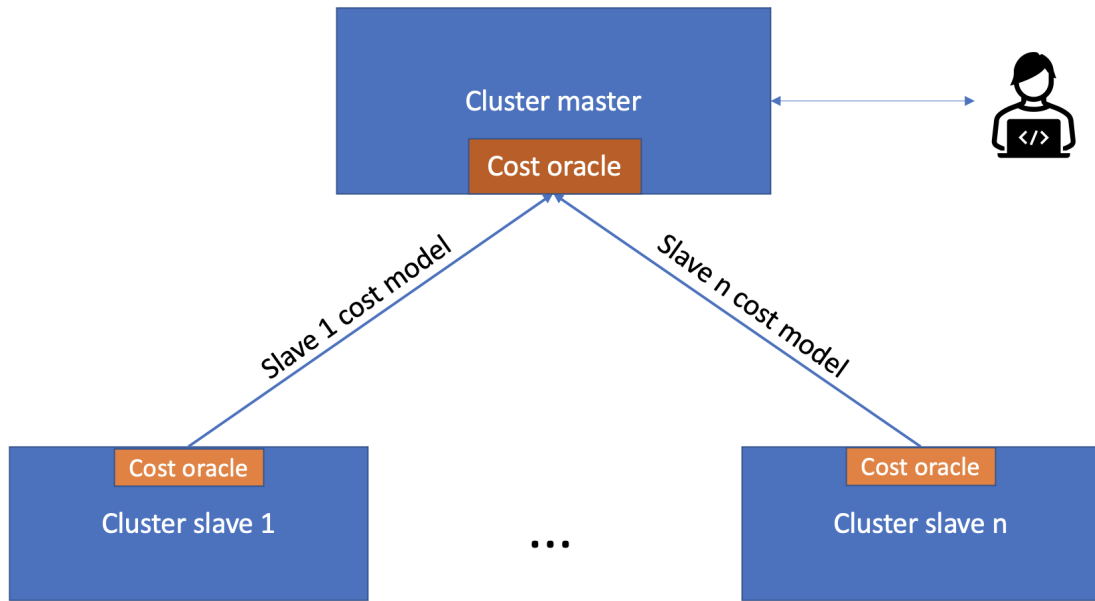 Cluster master
</>
Cost oracle
Slave 1 cost model
Slave n cost model
Cost oracle
Cluster slave 1
...
Cost oracle
Cluster slave n